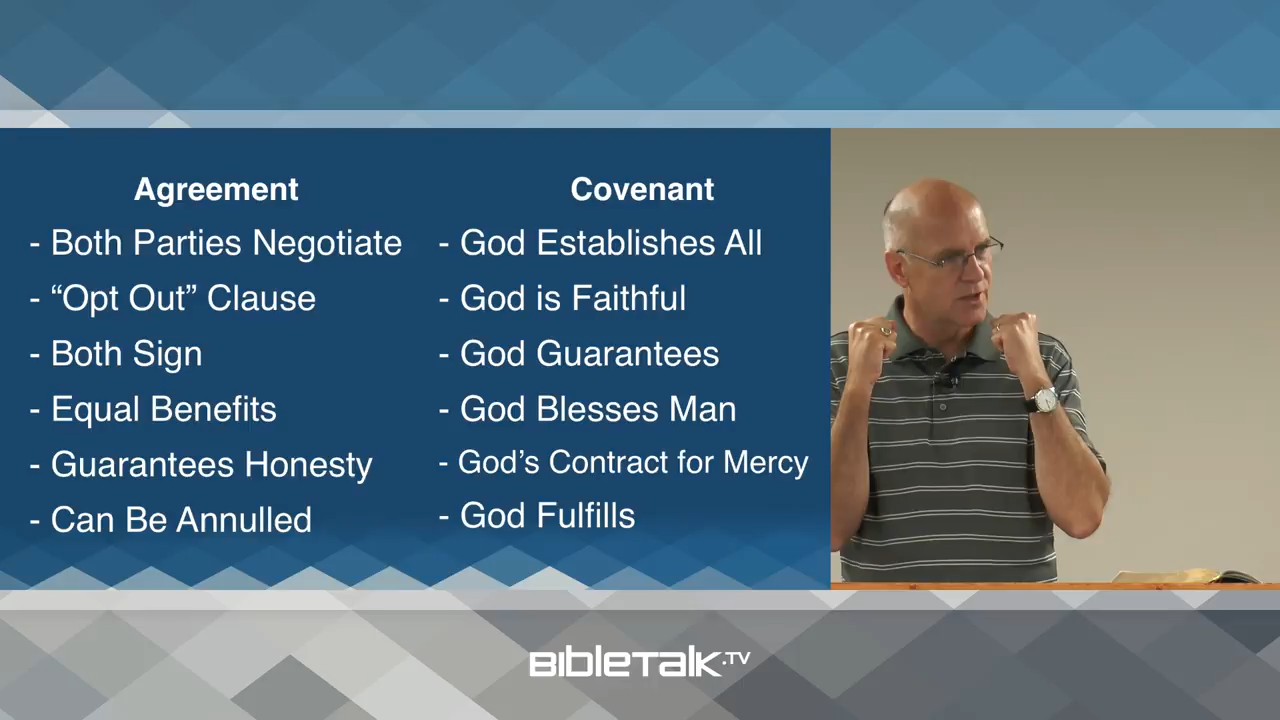 Agreement
- Both Parties Negotiate
- “Opt Out” Clause
- Both Sign
- Equal Benefits
- Guarantees Honesty
- Can Be Annulled
Covenant
- God Establishes All
- God is Faithful
- God Guarantees
- God Blesses Man
- God’s Contract for Mercy
- God Fulfills
BibleTalk.TV